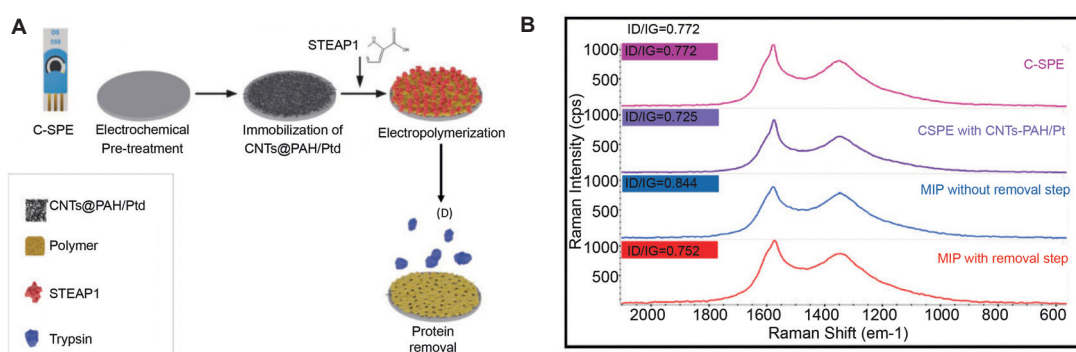 A
STEAP1
C-SPE
Electrochemical
Pre-treatment
Immobilization of
CNTs@PAH/Ptd
Electropolymerization
(D)
Protein
removal
CNTs@PAH/Ptd
Polymer
STEAP1
Trypsin
B
ID/IG=0.772
ID/IG=0.772
C-SPE
ID/IG=0.725
CSPE with CNTs-PAH/Pt
ID/IG=0.844
MIP without removal step
ID/IG=0.752
MIP with removal step
1000
500
1000
500
1000
500
1000
500
Raman Intensity (cps)
2000 1800 1600 1400 1200 1000 800 600
Raman Shift (em-1)